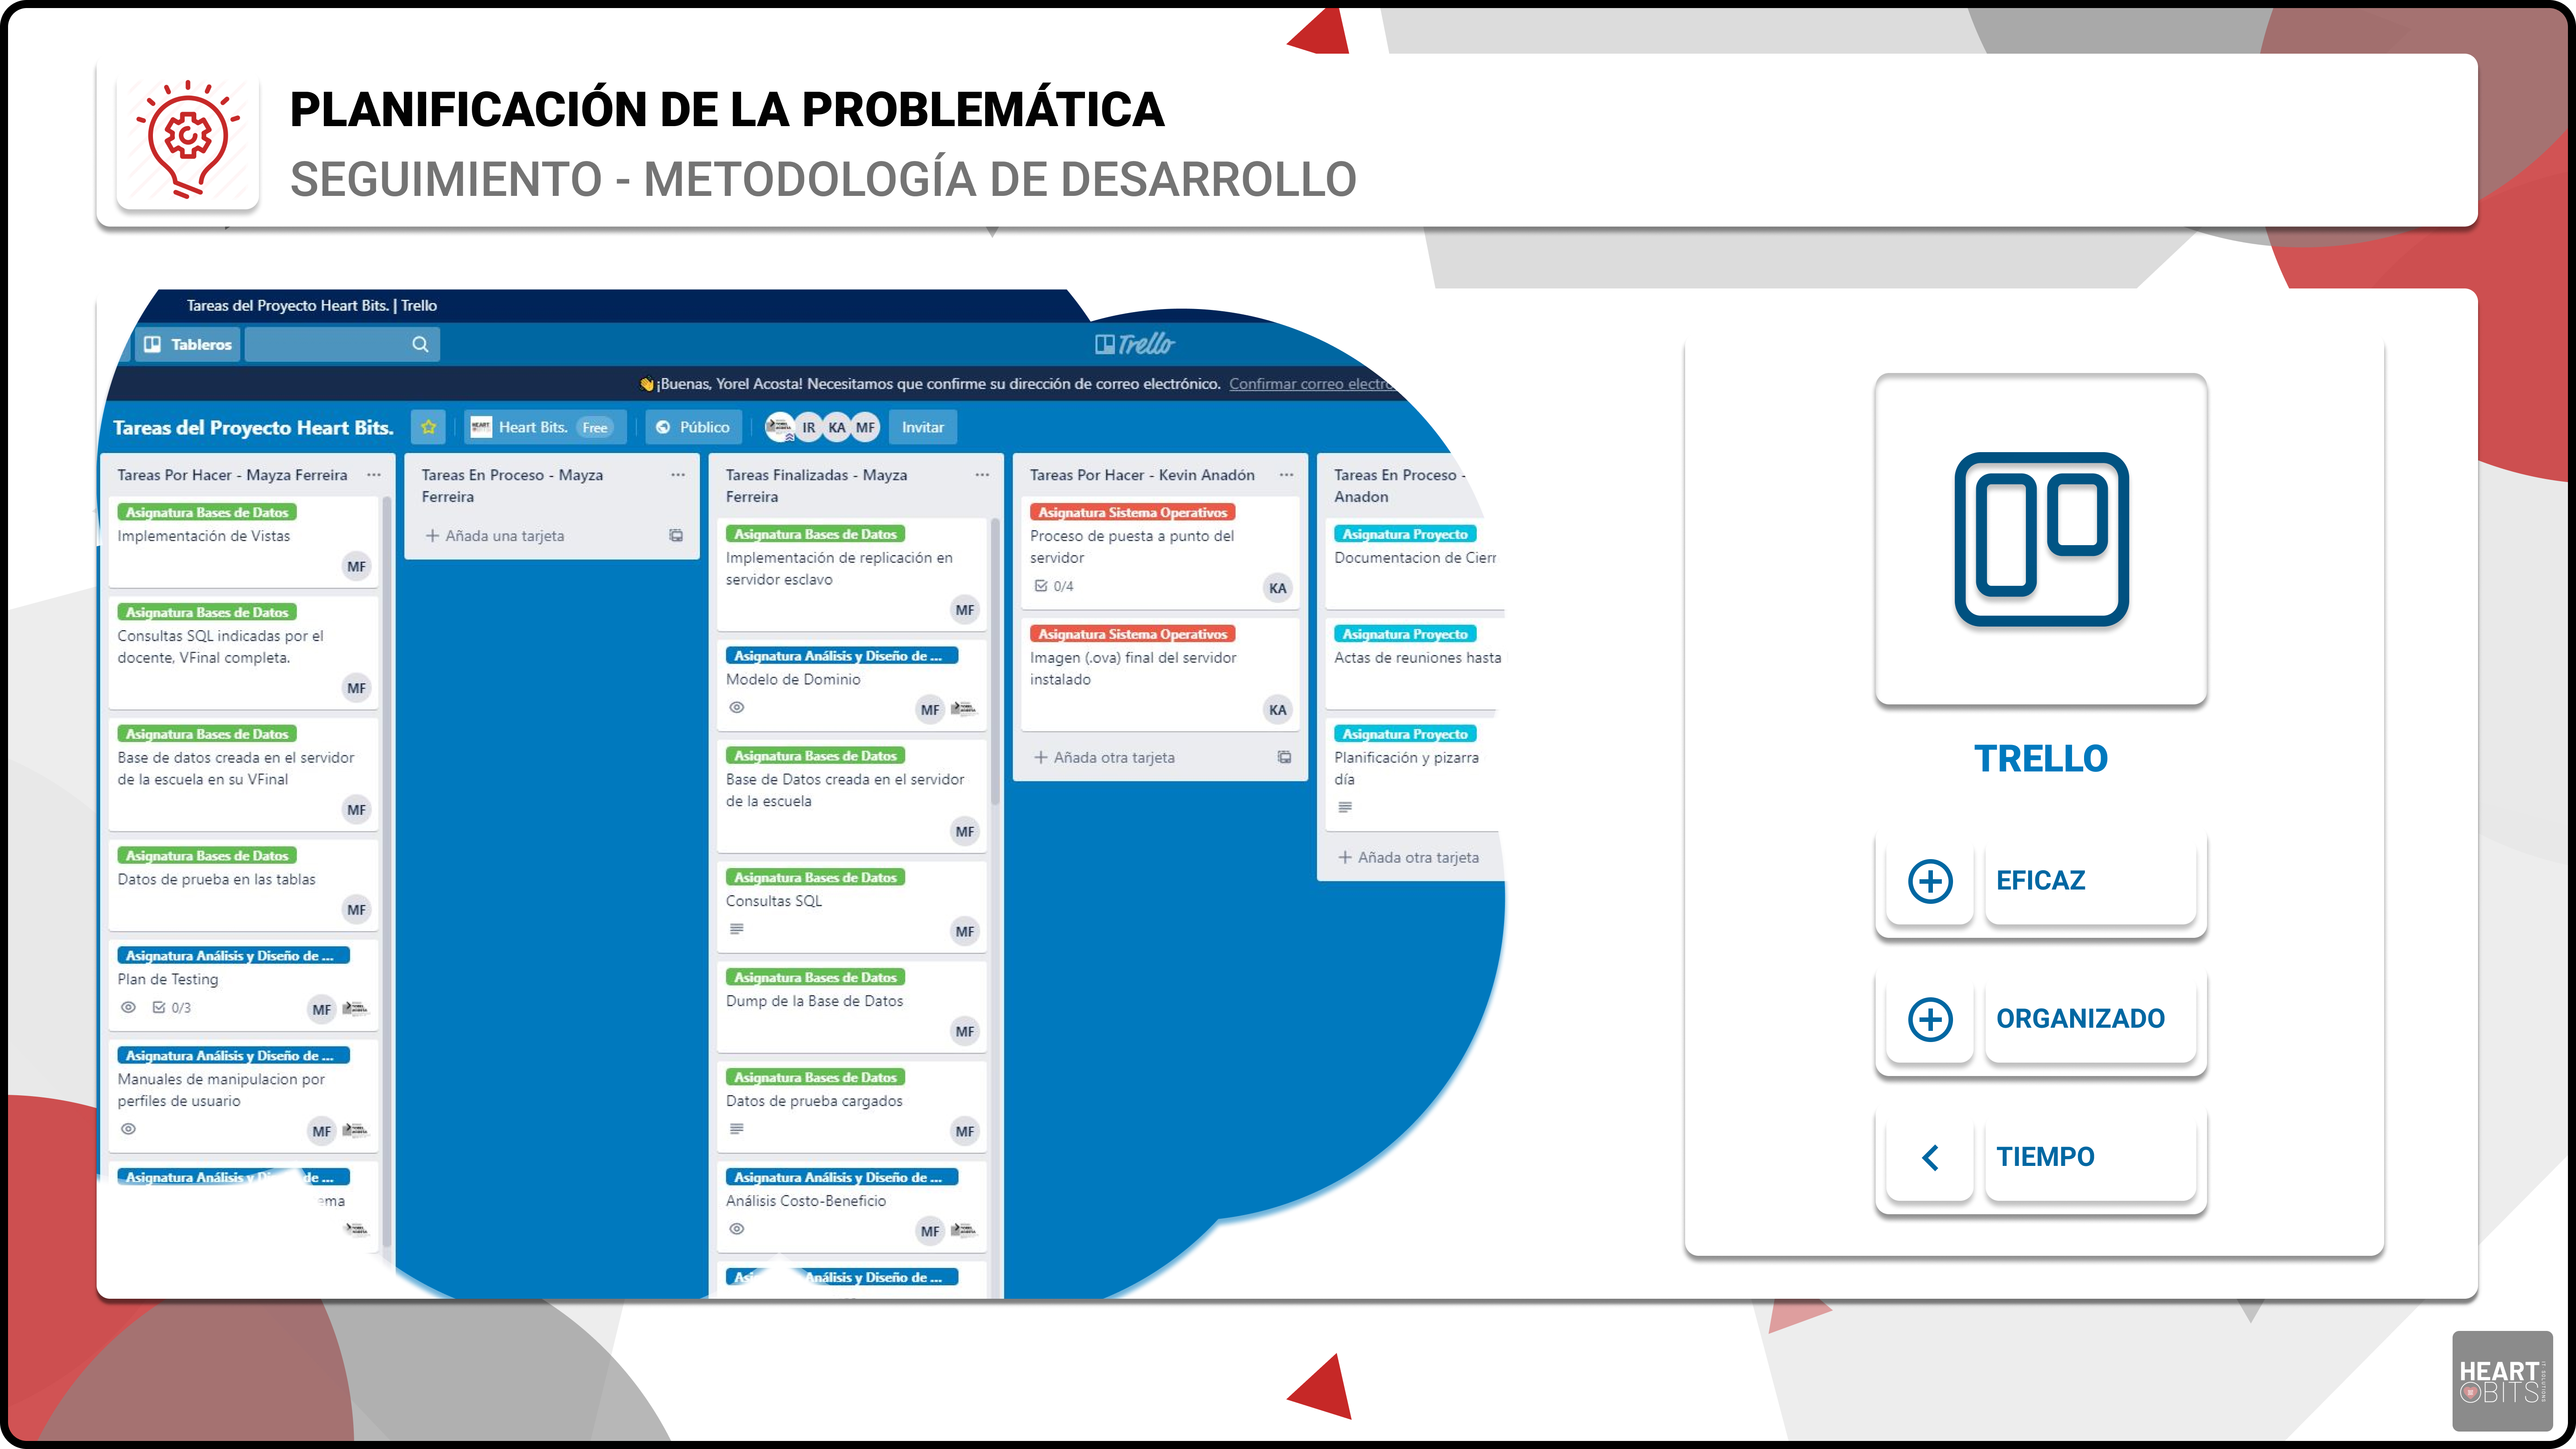 PLANIFICACIÓN DE LA PROBLEMÁTICA
SEGUIMIENTO - METODOLOGÍA DE DESARROLLO
Tareas del Proyecto Heart Bits. | Trello
Tableros
Trello
¡Buenas, Yorel Acosta! Necesitamos que confirme su dirección de correo electrónico. Confirmar correo electro
Tareas del Proyecto Heart Bits.
Heart Bits. Free
Público
IR KA MF
Invitar
Tareas Por Hacer - Mayza Ferreira
Asignatura Bases de Datos
Implementación de Vistas
MF
Asignatura Bases de Datos
Consultas SQL indicadas por el
docente, VFinal completa.
MF
Asignatura Bases de Datos
Base de datos creada en el servidor
de la escuela en su VFinal
MF
Asignatura Bases de Datos
Datos de prueba en las tablas
MF
Asignatura Análisis y Diseño de ...
Plan de Testing
0/3
MF
Asignatura Análisis y Diseño de ...
Manuales de manipulacion por
perfiles de usuario
MF
Asignatura Análisis y Di de ...
ema
Tareas En Proceso - Mayza
Ferreira
+ Añada una tarjeta
Tareas Finalizadas - Mayza
Ferreira
Asignatura Bases de Datos
Implementación de replicación en
servidor esclavo
MF
Asignatura Análisis y Diseño de ...
Modelo de Dominio
MF
Asignatura Bases de Datos
Base de Datos creada en el servidor
de la escuela
MF
Asignatura Bases de Datos
Consultas SQL
MF
Asignatura Bases de Datos
Dump de la Base de Datos
MF
Asignatura Bases de Datos
Datos de prueba cargados
MF
Asignatura Análisis y Diseño de ...
Análisis Costo-Beneficio
MF
Asi Análisis y Diseño de ...
Tareas Por Hacer - Kevin Anadón
Asignatura Sistema Operativos
Proceso de puesta a punto del
servidor
0/4
KA
Asignatura Sistema Operativos
Imagen (.ova) final del servidor
instalado
KA
+ Añada otra tarjeta
Tareas En Proceso -
Anadon
Asignatura Proyecto
Documentacion de Cierr
Asignatura Proyecto
Actas de reuniones hasta
Asignatura Proyecto
Planificación y pizarra
día
+ Añada otra tarjeta
TRELLO
EFICAZ
ORGANIZADO
TIEMPO
HEART
BITS